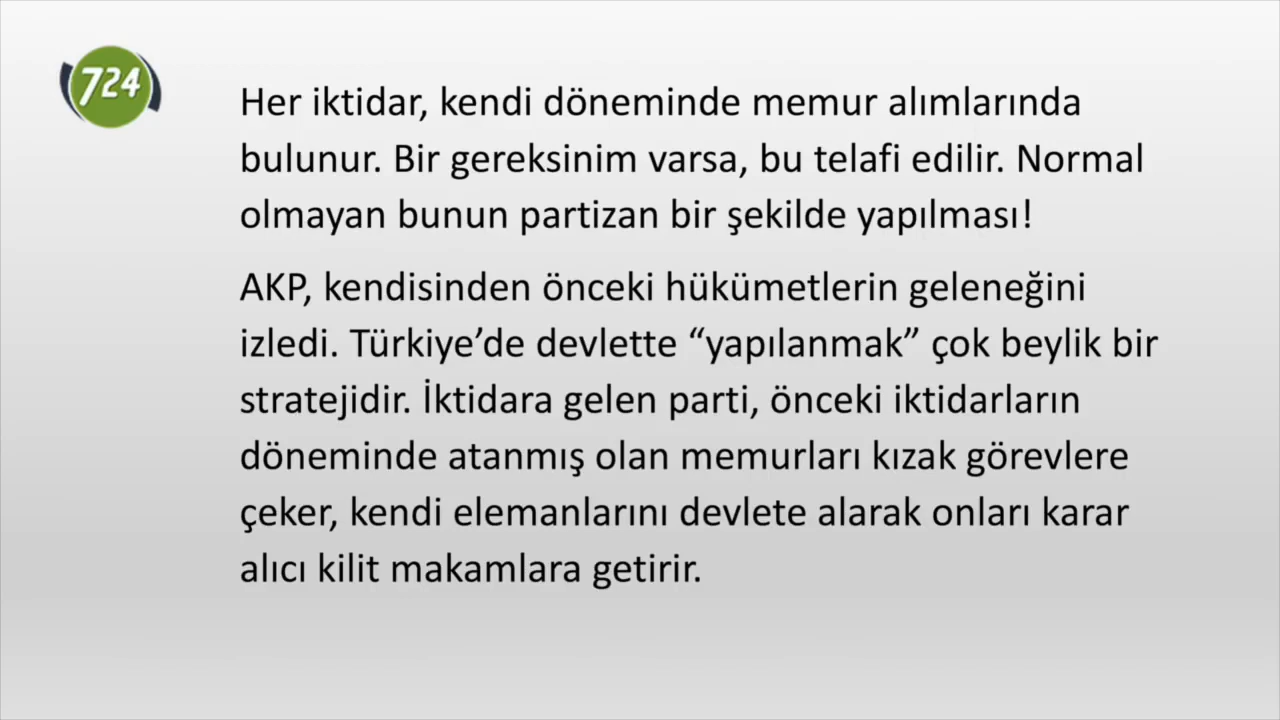 724
Her iktidar, kendi döneminde memur alımlarında
bulunur. Bir gereksinim varsa, bu telafi edilir. Normal
olmayan bunun partizan bir şekilde yapılması!
AKP, kendisinden önceki hükümetlerin geleneğini
izledi. Türkiye’de devlette “yapılanmak” çok beylik bir
stratejidir. İktidara gelen parti, önceki iktidarların
döneminde atanmış olan memurları kızak görevlere
çeker, kendi elemanlarını devlete alarak onları karar
alıcı kilit makamlara getirir.